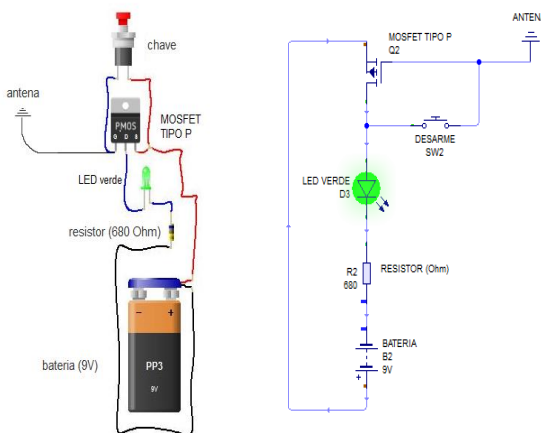 chave
antena
MOSFET
TIPO P
PMOS
G D S
LED verde
resistor (680 Ohm)
- +
bateria (9V)
PP3
9V
MOSFET TIPO P
Q2
ANTENA
DESARME
SW2
LED VERDE
D3
R2
680
RESISTOR (Ohm)
BATERIA
B2
9V
+